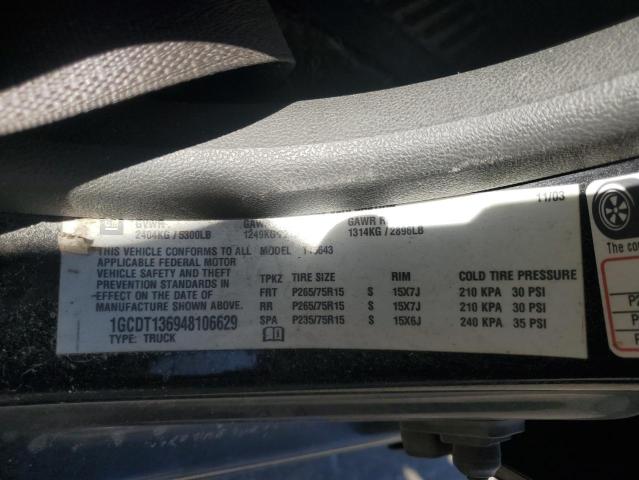 GM
11/03
GVWR
GAWR
GAWR R
2404KG / 5300LB
1249KG
1314KG / 2896LB
THIS VEHICLE CONFORMS TO ALL
APPLICABLE FEDERAL MOTOR
VEHICLE SAFETY AND THEFT
PREVENTION STANDARDS IN
EFFECT ON THE DATE OF
MANUFACTURE SHOWN ABOVE.
1GCDT136948106629
TYPE: TRUCK
MODEL
TPKZ TIRE SIZE RIM COLD TIRE PRESSURE
FRT P265/75R15 S 15X7J 210 KPA 30 PSI
RR P265/75R15 S 15X7J 210 KPA 30 PSI
SPA P235/75R15 S 15X6J 240 KPA 35 PSI
The co
P
P